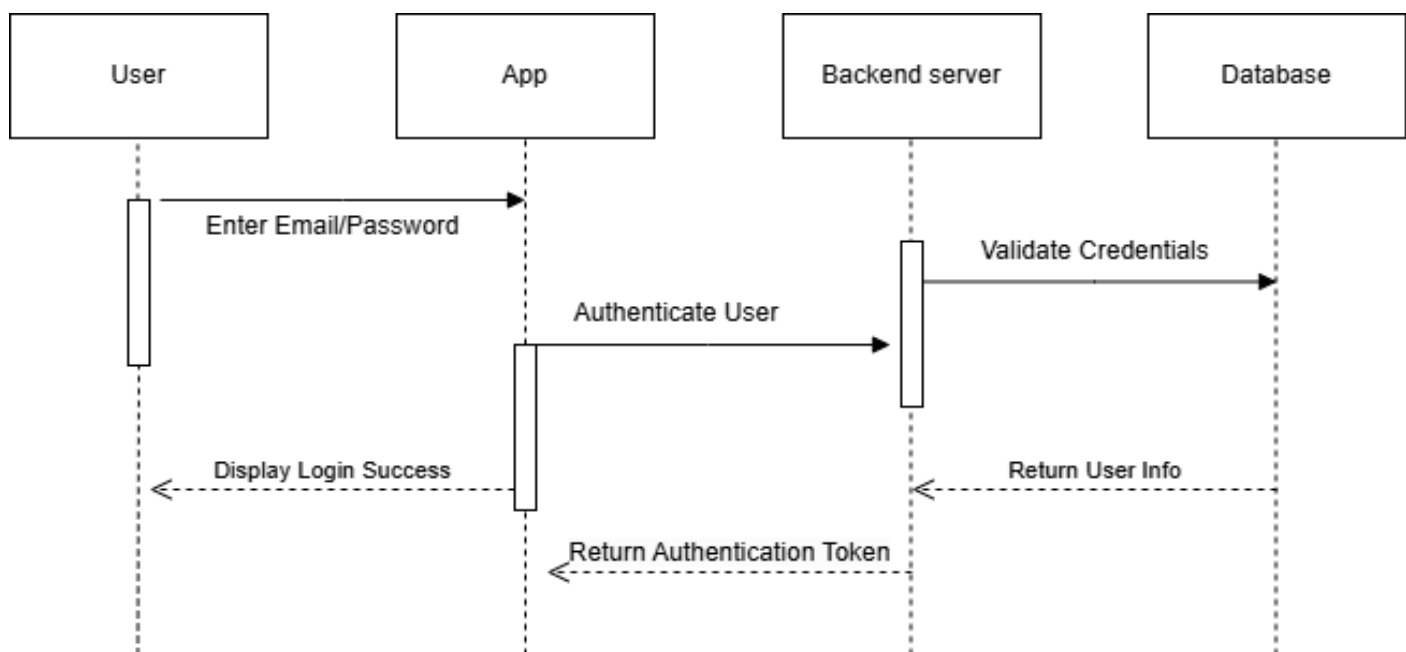 User
App
Backend server
Database
Enter Email/Password
Validate Credentials
Authenticate User
Display Login Success
Return User Info
Return Authentication Token